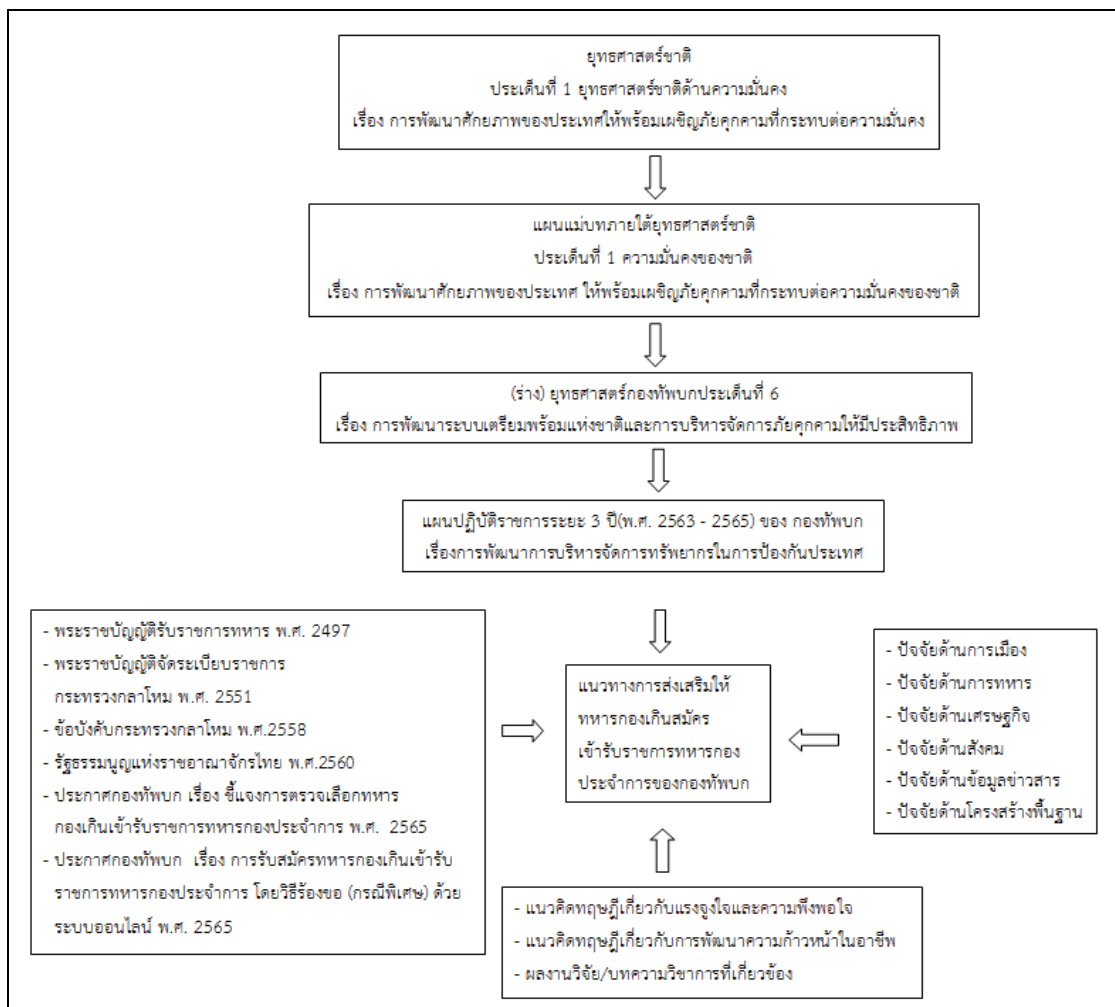 ยุทธศาสตร์ชาติ
ประเด็นที่ 1 ยุทธศาสตร์ชาติด้านความมั่นคง
เรื่อง การพัฒนาศักยภาพของประเทศให้พร้อมเผชิญภัยคุกคามที่กระทบต่อความมั่นคง
แผนแม่บทภายใต้ยุทธศาสตร์ชาติ
ประเด็นที่ 1 ความมั่นคงของชาติ
เรื่อง การพัฒนาศักยภาพของประเทศ ให้พร้อมเผชิญภัยคุกคามที่กระทบต่อความมั่นคงของชาติ
(ร่าง) ยุทธศาสตร์กองทัพบกประเด็นที่ 6
เรื่อง การพัฒนาระบบเตรียมพร้อมแห่งชาติและการบริหารจัดการภัยคุกคามให้มีประสิทธิภาพ
แผนปฏิบัติราชการระยะ 3 ปี(พ.ศ. 2563 - 2565) ของ กองทัพบก
เรื่องการพัฒนาการบริหารจัดการทรัพยากรในการป้องกันประเทศ
- พระราชบัญญัติรับราชการทหาร พ.ศ. 2497
- พระราชบัญญัติจัดระเบียบราชการ
กระทรวงกลาโหม พ.ศ. 2551
- ข้อบังคับกระทรวงกลาโหม พ.ศ.2558
- รัฐธรรมนูญแห่งราชอาณาจักรไทย พ.ศ.2560
- ประกาศกองทัพบก เรื่อง ชี้แจงการตรวจเลือกทหาร
กองเกินเข้ารับราชการทหารกองประจำการ พ.ศ. 2565
- ประกาศกองทัพบก เรื่อง การรับสมัครทหารกองเกินเข้ารับ
ราชการทหารกองประจำการ โดยวิธีร้องขอ (กรณีพิเศษ) ด้วย
ระบบออนไลน์ พ.ศ. 2565
แนวทางการส่งเสริมให้
ทหารกองเกินสมัคร
เข้ารับราชการทหารกอง
ประจำการของกองทัพบก
- ปัจจัยด้านการเมือง
- ปัจจัยด้านการทหาร
- ปัจจัยด้านเศรษฐกิจ
- ปัจจัยด้านสังคม
- ปัจจัยด้านข้อมูลข่าวสาร
- ปัจจัยด้านโครงสร้างพื้นฐาน
- แนวคิดทฤษฎีเกี่ยวกับแรงจูงใจและความพึงพอใจ
- แนวคิดทฤษฎีเกี่ยวกับการพัฒนาความก้าวหน้าในอาชีพ
- ผลงานวิจัย/บทความวิชาการที่เกี่ยวข้อง